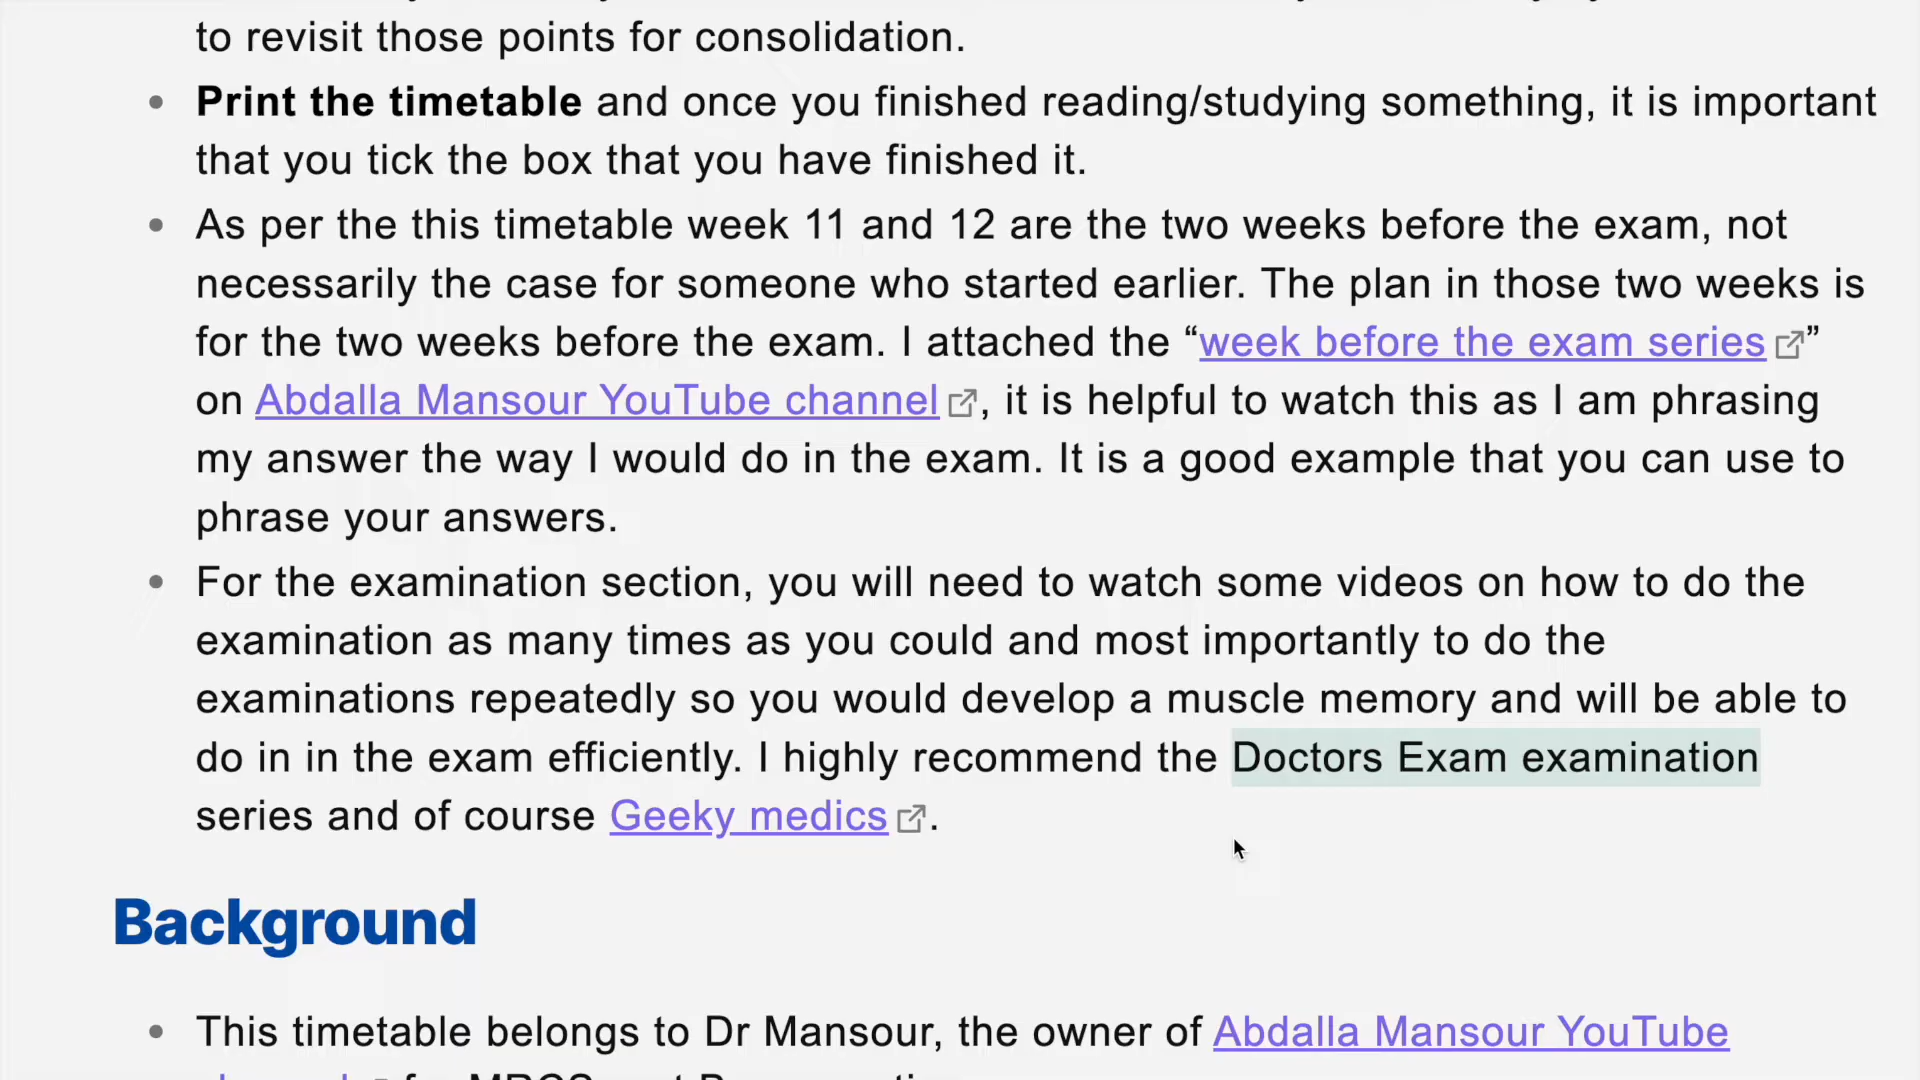 to revisit those points for consolidation.
• Print the timetable and once you finished reading/studying something, it is important
that you tick the box that you have finished it.
• As per the this timetable week 11 and 12 are the two weeks before the exam, not
necessarily the case for someone who started earlier. The plan in those two weeks is
for the two weeks before the exam. I attached the “week before the exam series”
on Abdalla Mansour YouTube channel, it is helpful to watch this as I am phrasing
my answer the way I would do in the exam. It is a good example that you can use to
phrase your answers.
• For the examination section, you will need to watch some videos on how to do the
examination as many times as you could and most importantly to do the
examinations repeatedly so you would develop a muscle memory and will be able to
do in in the exam efficiently. I highly recommend the Doctors Exam examination
series and of course Geeky medics.
Background
• This timetable belongs to Dr Mansour, the owner of Abdalla Mansour YouTube